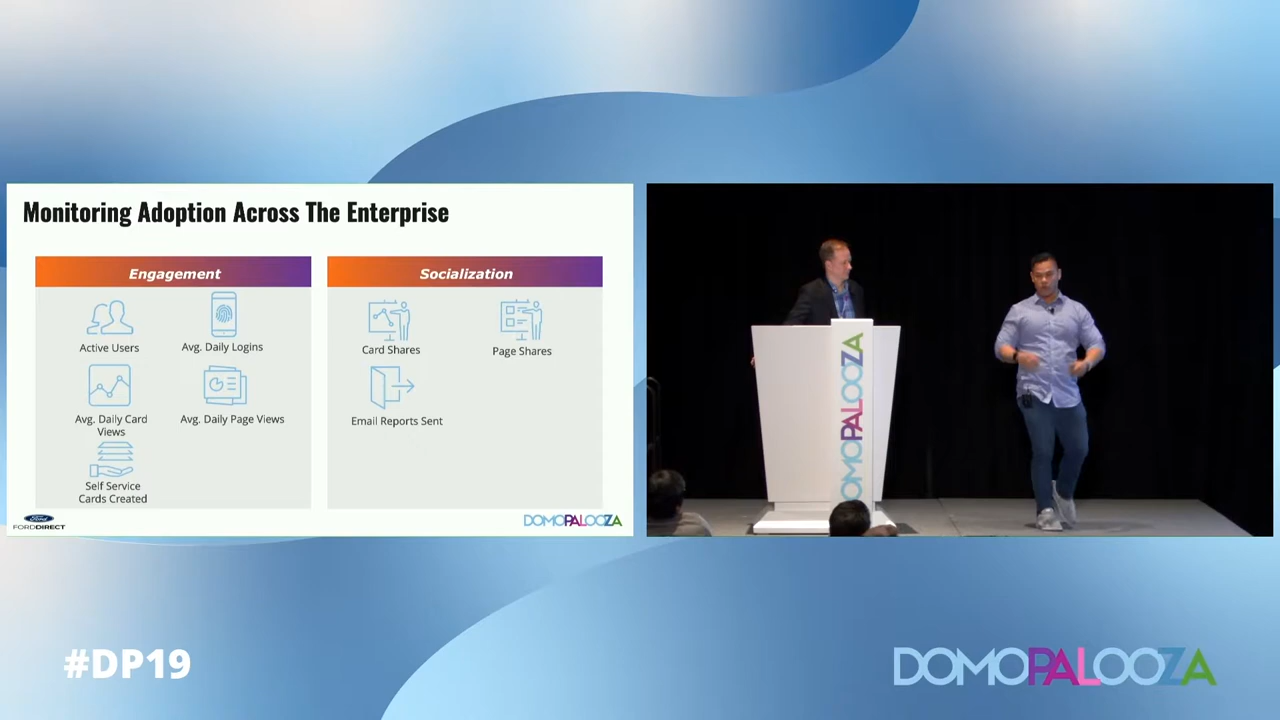 Monitoring Adoption Across The Enterprise
Engagement
Active Users
Avg. Daily Logins
Avg. Daily Card
Views
Avg. Daily Page Views
Self Service
Cards Created
Socialization
Card Shares
Page Shares
Email Reports Sent
Ford
FORDDIRECT
DOMOPALOOZA
DOMOPALOOZA
#DP19
DOMOPALOOZA